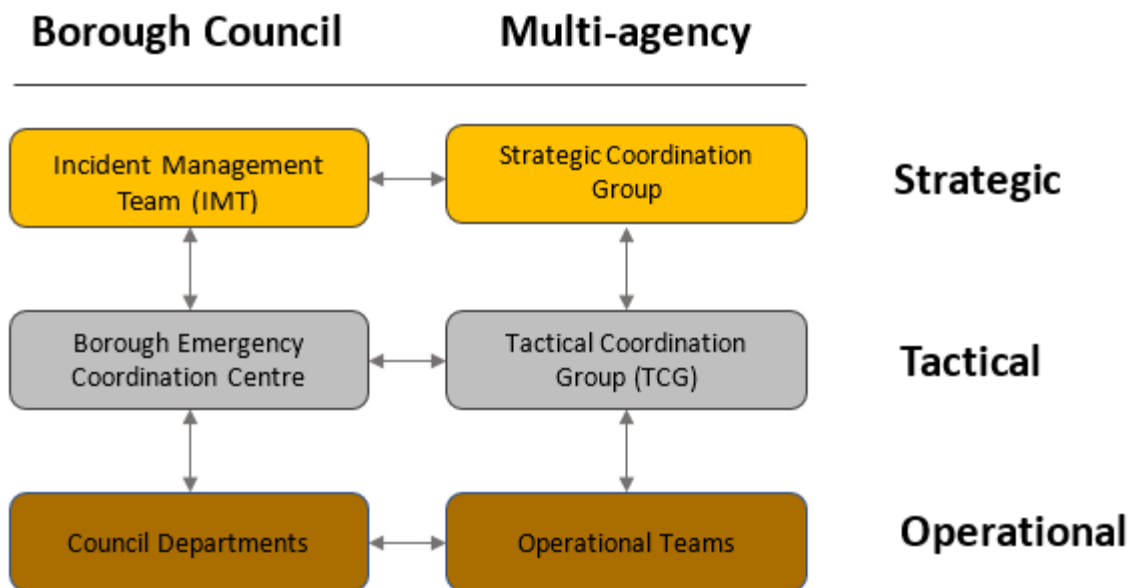 Borough Council
Multi-agency
Incident Management
Team (IMT)
Strategic Coordination
Group
Strategic
Borough Emergency
Coordination Centre
Tactical Coordination
Group (TCG)
Tactical
Council Departments
Operational Teams
Operational